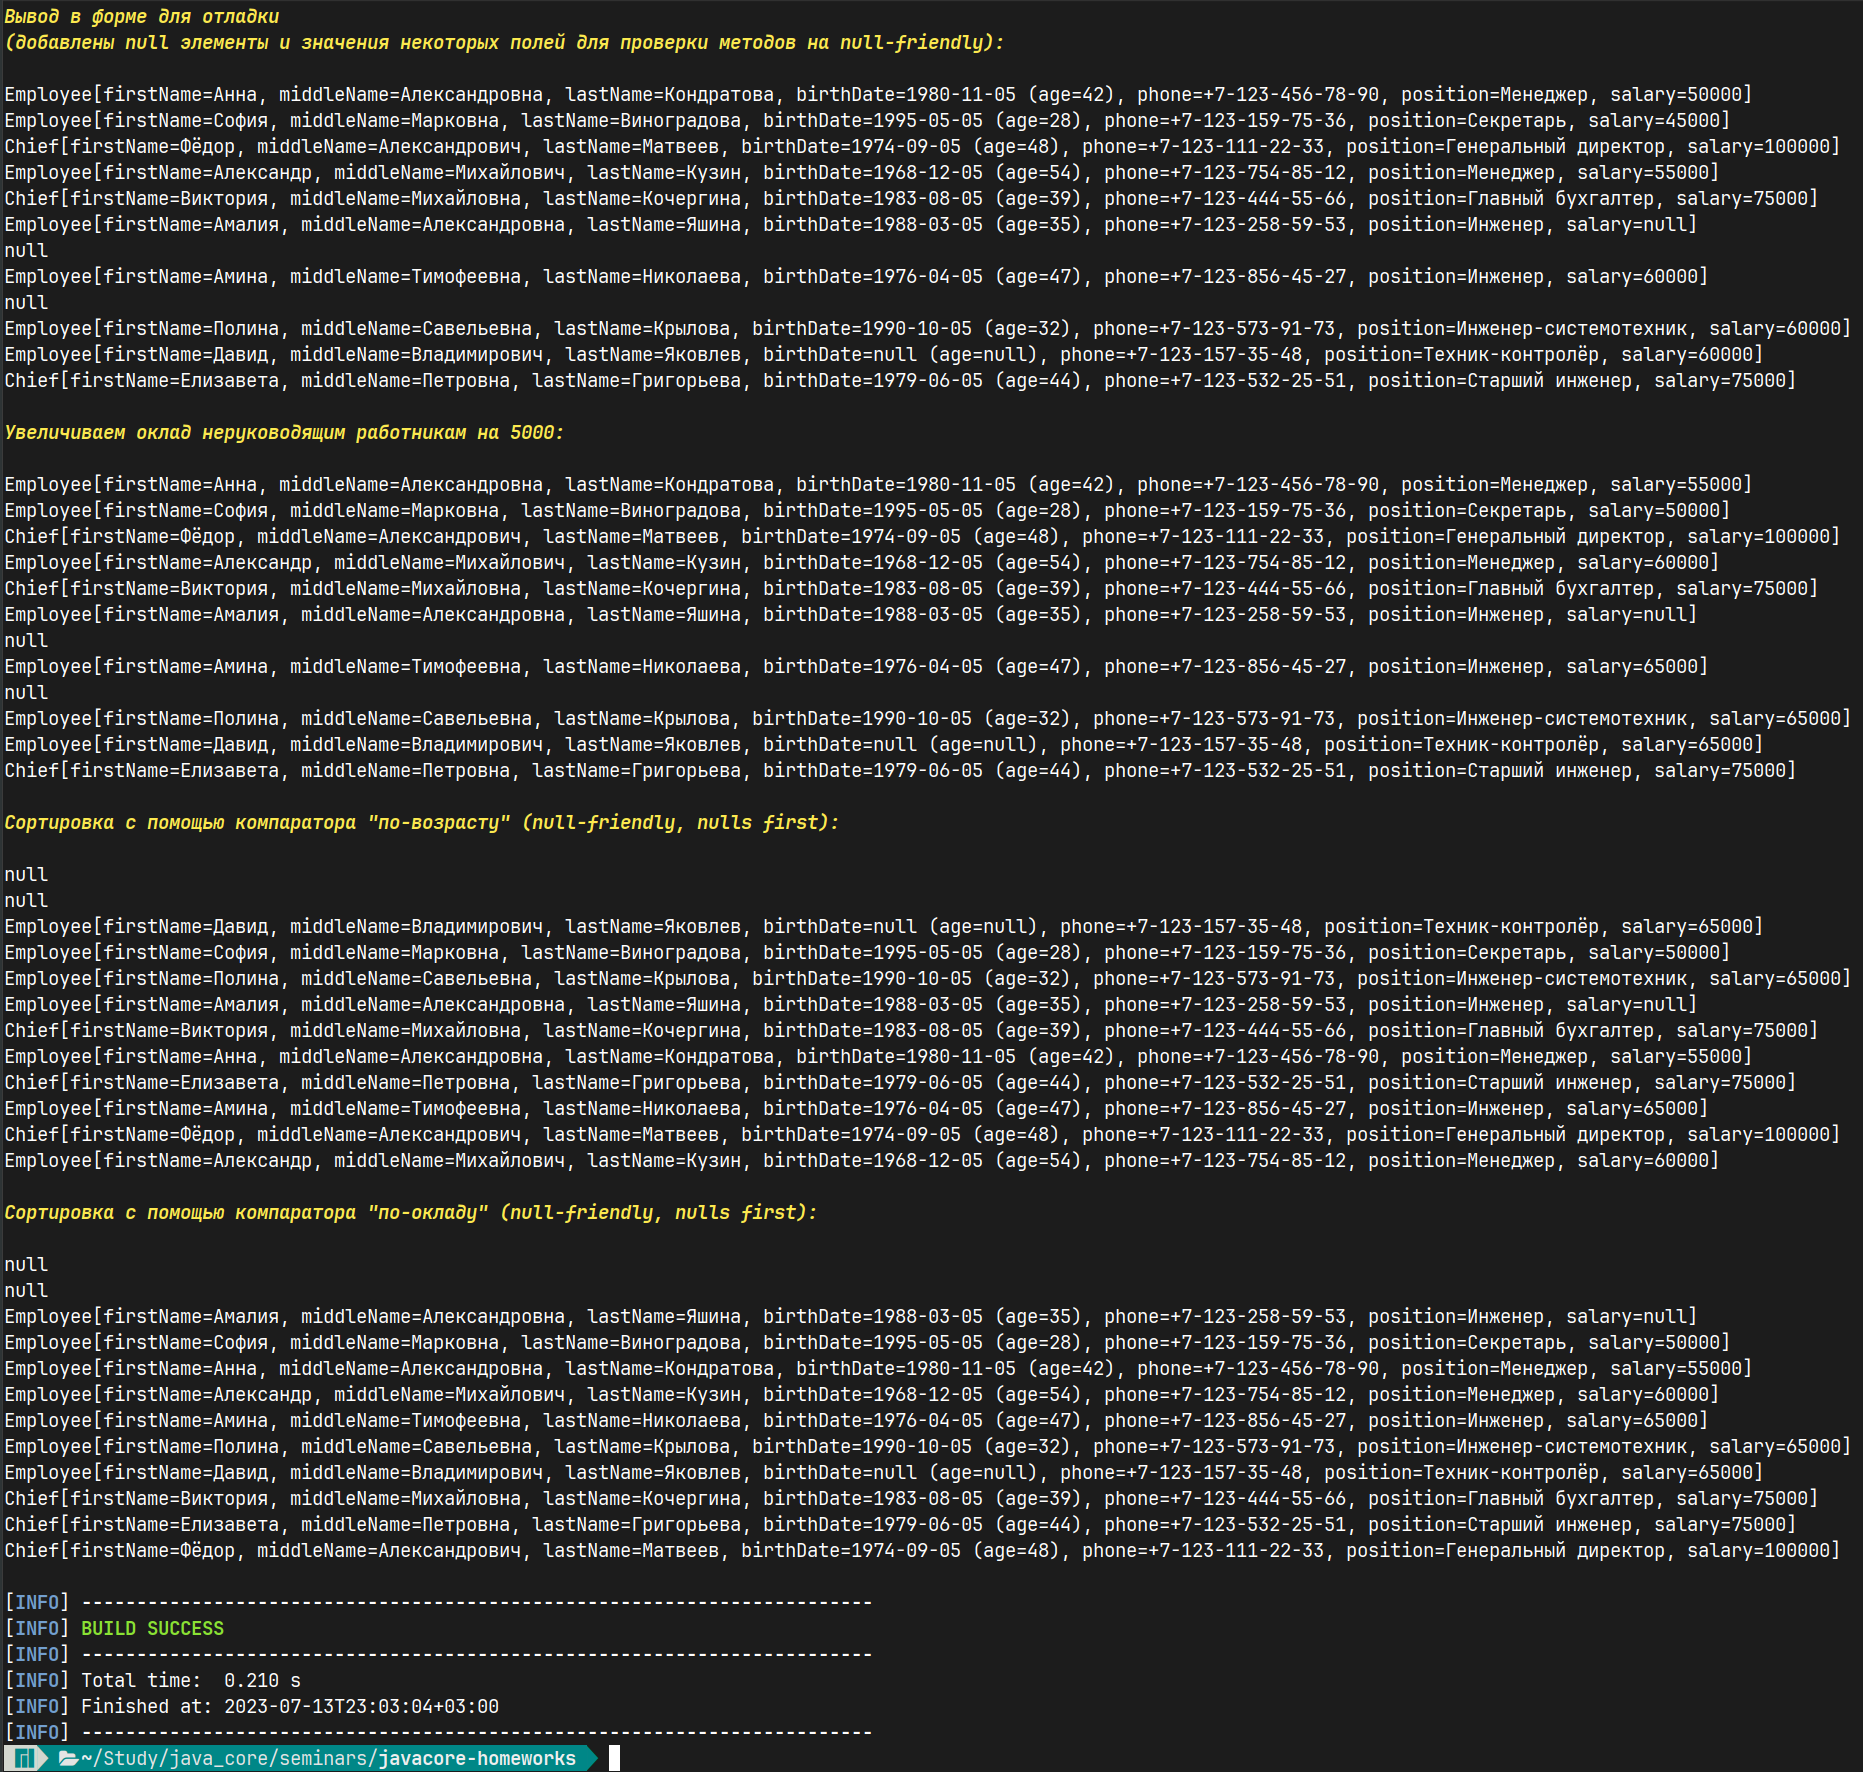 Вывод в форме для отладки
(добавлены null элементы и значения некоторых полей для проверки методов на null-friendly):
Employee[firstName=Анна, middleName=Александровна, lastName=Кондратова, birthDate=1980-11-05 (age=42), phone=+7-123-456-78-90, position=Менеджер, salary=50000]
Employee[firstName=София, middleName=Марковна, lastName=Виноградова, birthDate=1995-05-05 (age=28), phone=+7-123-159-75-36, position=Секретарь, salary=45000]
Chief[firstName=Фёдор, middleName=Александрович, lastName=Матвеев, birthDate=1974-09-05 (age=48), phone=+7-123-111-22-33, position=Генеральный директор, salary=100000]
Employee[firstName=Александр, middleName=Михайлович, lastName=Кузин, birthDate=1968-12-05 (age=54), phone=+7-123-754-85-12, position=Менеджер, salary=55000]
Chief[firstName=Виктория, middleName=Михайловна, lastName=Кочергина, birthDate=1983-08-05 (age=39), phone=+7-123-444-55-66, position=Главный бухгалтер, salary=75000]
Employee[firstName=Амалия, middleName=Александровна, lastName=Яшина, birthDate=1988-03-05 (age=35), phone=+7-123-258-59-53, position=Инженер, salary=null]
null
Employee[firstName=Амина, middleName=Тимофеевна, lastName=Николаева, birthDate=1976-04-05 (age=47), phone=+7-123-856-45-27, position=Инженер, salary=60000]
null
Employee[firstName=Полина, middleName=Савельевна, lastName=Крылова, birthDate=1990-10-05 (age=32), phone=+7-123-573-91-73, position=Инженер-системотехник, salary=60000]
Employee[firstName=Давид, middleName=Владимирович, lastName=Яковлев, birthDate=null (age=null), phone=+7-123-157-35-48, position=Техник-контролёр, salary=60000]
Chief[firstName=Елизавета, middleName=Петровна, lastName=Григорьева, birthDate=1979-06-05 (age=44), phone=+7-123-532-25-51, position=Старший инженер, salary=75000]
Увеличиваем оклад неруководящим работникам на 5000:
Employee[firstName=Анна, middleName=Александровна, lastName=Кондратова, birthDate=1980-11-05 (age=42), phone=+7-123-456-78-90, position=Менеджер, salary=55000]
Employee[firstName=София, middleName=Марковна, lastName=Виноградова, birthDate=1995-05-05 (age=28), phone=+7-123-159-75-36, position=Секретарь, salary=50000]
Chief[firstName=Фёдор, middleName=Александрович, lastName=Матвеев, birthDate=1974-09-05 (age=48), phone=+7-123-111-22-33, position=Генеральный директор, salary=100000]
Employee[firstName=Александр, middleName=Михайлович, lastName=Кузин, birthDate=1968-12-05 (age=54), phone=+7-123-754-85-12, position=Менеджер, salary=60000]
Chief[firstName=Виктория, middleName=Михайловна, lastName=Кочергина, birthDate=1983-08-05 (age=39), phone=+7-123-444-55-66, position=Главный бухгалтер, salary=75000]
Employee[firstName=Амалия, middleName=Александровна, lastName=Яшина, birthDate=1988-03-05 (age=35), phone=+7-123-258-59-53, position=Инженер, salary=null]
null
Employee[firstName=Амина, middleName=Тимофеевна, lastName=Николаева, birthDate=1976-04-05 (age=47), phone=+7-123-856-45-27, position=Инженер, salary=65000]
null
Employee[firstName=Полина, middleName=Савельевна, lastName=Крылова, birthDate=1990-10-05 (age=32), phone=+7-123-573-91-73, position=Инженер-системотехник, salary=65000]
Employee[firstName=Давид, middleName=Владимирович, lastName=Яковлев, birthDate=null (age=null), phone=+7-123-157-35-48, position=Техник-контролёр, salary=65000]
Chief[firstName=Елизавета, middleName=Петровна, lastName=Григорьева, birthDate=1979-06-05 (age=44), phone=+7-123-532-25-51, position=Старший инженер, salary=75000]
Сортировка с помощью компаратора "по-возрасту" (null-friendly, nulls first):
null
null
Employee[firstName=Давид, middleName=Владимирович, lastName=Яковлев, birthDate=null (age=null), phone=+7-123-157-35-48, position=Техник-контролёр, salary=65000]
Employee[firstName=София, middleName=Марковна, lastName=Виноградова, birthDate=1995-05-05 (age=28), phone=+7-123-159-75-36, position=Секретарь, salary=50000]
Employee[firstName=Полина, middleName=Савельевна, lastName=Крылова, birthDate=1990-10-05 (age=32), phone=+7-123-573-91-73, position=Инженер-системотехник, salary=65000]
Employee[firstName=Амалия, middleName=Александровна, lastName=Яшина, birthDate=1988-03-05 (age=35), phone=+7-123-258-59-53, position=Инженер, salary=null]
Chief[firstName=Виктория, middleName=Михайловна, lastName=Кочергина, birthDate=1983-08-05 (age=39), phone=+7-123-444-55-66, position=Главный бухгалтер, salary=75000]
Employee[firstName=Анна, middleName=Александровна, lastName=Кондратова, birthDate=1980-11-05 (age=42), phone=+7-123-456-78-90, position=Менеджер, salary=55000]
Chief[firstName=Елизавета, middleName=Петровна, lastName=Григорьева, birthDate=1979-06-05 (age=44), phone=+7-123-532-25-51, position=Старший инженер, salary=75000]
Employee[firstName=Амина, middleName=Тимофеевна, lastName=Николаева, birthDate=1976-04-05 (age=47), phone=+7-123-856-45-27, position=Инженер, salary=65000]
Chief[firstName=Фёдор, middleName=Александрович, lastName=Матвеев, birthDate=1974-09-05 (age=48), phone=+7-123-111-22-33, position=Генеральный директор, salary=100000]
Employee[firstName=Александр, middleName=Михайлович, lastName=Кузин, birthDate=1968-12-05 (age=54), phone=+7-123-754-85-12, position=Менеджер, salary=60000]
Сортировка с помощью компаратора "по-окладу" (null-friendly, nulls first):
null
null
Employee[firstName=Амалия, middleName=Александровна, lastName=Яшина, birthDate=1988-03-05 (age=35), phone=+7-123-258-59-53, position=Инженер, salary=null]
Employee[firstName=София, middleName=Марковна, lastName=Виноградова, birthDate=1995-05-05 (age=28), phone=+7-123-159-75-36, position=Секретарь, salary=50000]
Employee[firstName=Анна, middleName=Александровна, lastName=Кондратова, birthDate=1980-11-05 (age=42), phone=+7-123-456-78-90, position=Менеджер, salary=55000]
Employee[firstName=Александр, middleName=Михайлович, lastName=Кузин, birthDate=1968-12-05 (age=54), phone=+7-123-754-85-12, position=Менеджер, salary=60000]
Employee[firstName=Амина, middleName=Тимофеевна, lastName=Николаева, birthDate=1976-04-05 (age=47), phone=+7-123-856-45-27, position=Инженер, salary=65000]
Employee[firstName=Полина, middleName=Савельевна, lastName=Крылова, birthDate=1990-10-05 (age=32), phone=+7-123-573-91-73, position=Инженер-системотехник, salary=65000]
Employee[firstName=Давид, middleName=Владимирович, lastName=Яковлев, birthDate=null (age=null), phone=+7-123-157-35-48, position=Техник-контролёр, salary=65000]
Chief[firstName=Виктория, middleName=Михайловна, lastName=Кочергина, birthDate=1983-08-05 (age=39), phone=+7-123-444-55-66, position=Главный бухгалтер, salary=75000]
Chief[firstName=Елизавета, middleName=Петровна, lastName=Григорьева, birthDate=1979-06-05 (age=44), phone=+7-123-532-25-51, position=Старший инженер, salary=75000]
Chief[firstName=Фёдор, middleName=Александрович, lastName=Матвеев, birthDate=1974-09-05 (age=48), phone=+7-123-111-22-33, position=Генеральный директор, salary=100000]
[INFO] ------------------------------------------------------------------------
[INFO] BUILD SUCCESS
[INFO] ------------------------------------------------------------------------
[INFO] Total time:  0.210 s
[INFO] Finished at: 2023-07-13T23:03:04+03:00
[INFO] ------------------------------------------------------------------------
~/Study/java_core/seminars/javacore-homeworks